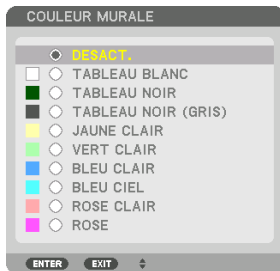 COULEUR MURALE
DESACT.
TABLEAU BLANC
TABLEAU NOIR
TABLEAU NOIR (GRIS)
JAUNE CLAIR
VERT CLAIR
BLEU CLAIR
BLEU CIEL
ROSE CLAIR
ROSE
ENTER EXIT